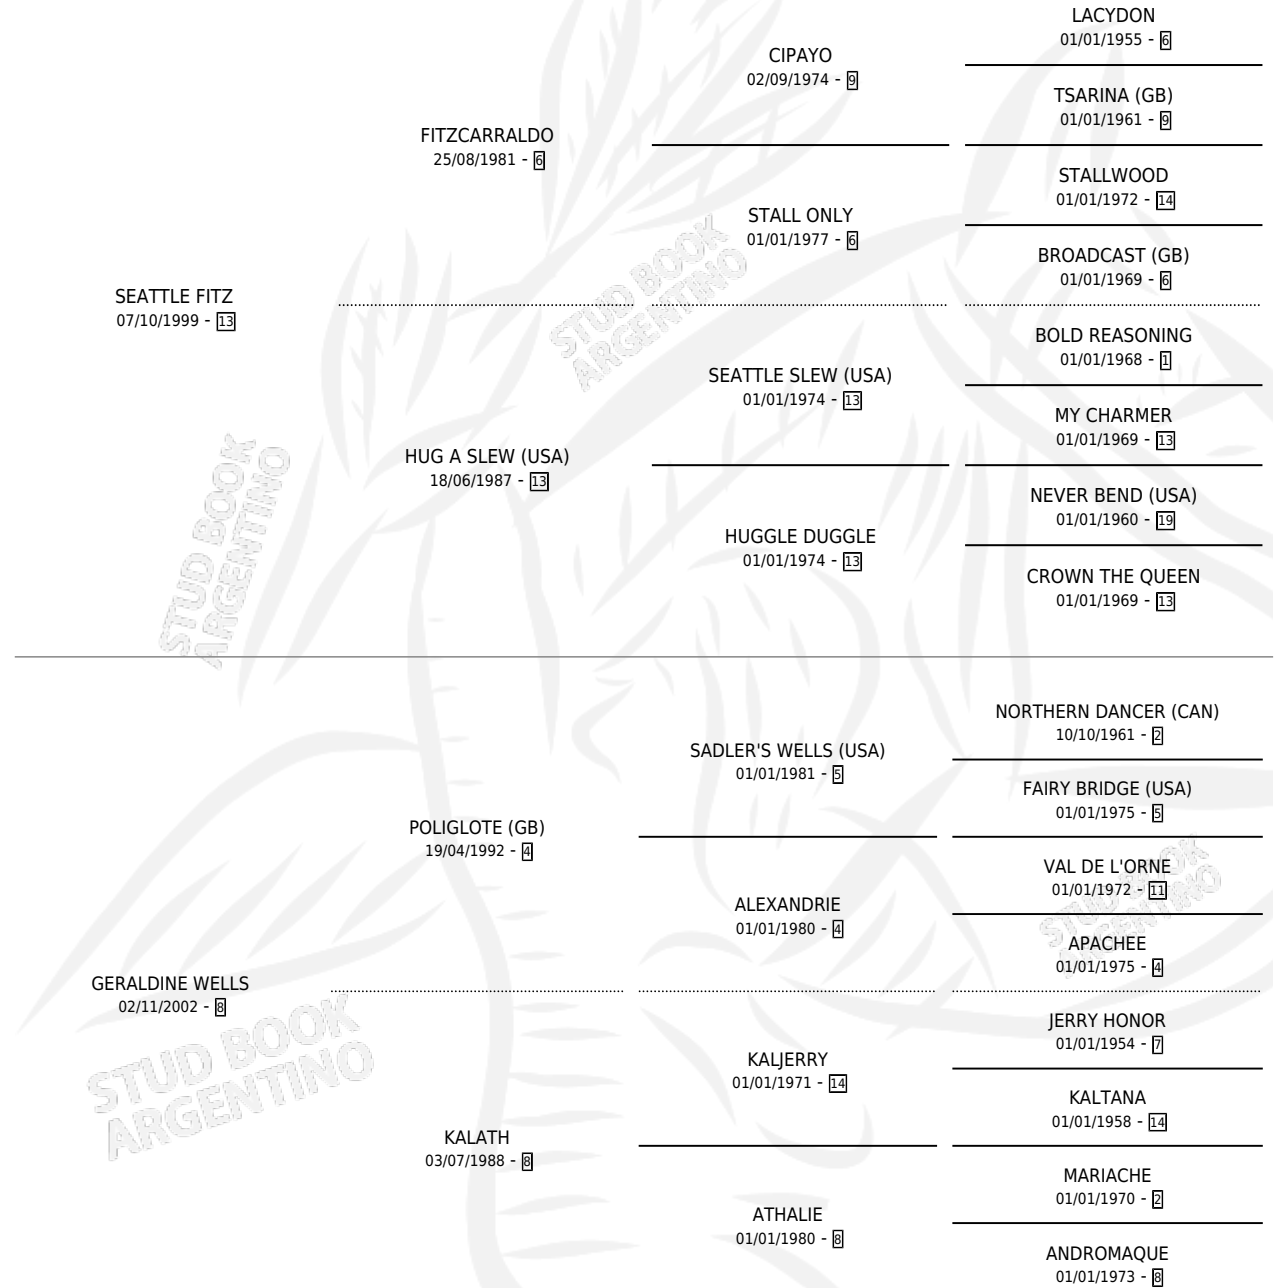 LACYDON
01/01/1955 - 6
CIPAYO
02/09/1974 - 9
TSARINA (GB)
01/01/1961 - 9
FITZCARRALDO
25/08/1981 - 6
STALLWOOD
01/01/1972 - 14
STALL ONLY
01/01/1977 - 6
BROADCAST (GB)
01/01/1969 - 6
SEATTLE FITZ
07/10/1999 - 13
STUD BOOK
ARGENTINO
BOLD REASONING
01/01/1968 - 1
SEATTLE SLEW (USA)
01/01/1974 - 13
MY CHARMER
01/01/1969 - 13
HUG A SLEW (USA)
18/06/1987 - 13
NEVER BEND (USA)
01/01/1960 - 19
HUGGLE DUGGLE
01/01/1974 - 13
CROWN THE QUEEN
01/01/1969 - 13
STUD BOOK
ARGENTINO
NORTHERN DANCER (CAN)
10/10/1961 - 2
SADLER'S WELLS (USA)
01/01/1981 - 5
FAIRY BRIDGE (USA)
01/01/1975 - 5
POLIGLOTE (GB)
19/04/1992 - 4
VAL DE L'ORNE
01/01/1972 - 11
ALEXANDRIE
01/01/1980 - 4
APACHEE
01/01/1975 - 4
STUD BOOK
ARGENTINO
GERALDINE WELLS
02/11/2002 - 8
JERRY HONOR
01/01/1954 - 7
KALJERRY
01/01/1971 - 14
KALTANA
01/01/1958 - 14
STUD BOOK
ARGENTINO
KALATH
03/07/1988 - 8
MARIACHE
01/01/1970 - 2
ATHALIE
01/01/1980 - 8
ANDROMAQUE
01/01/1973 - 8